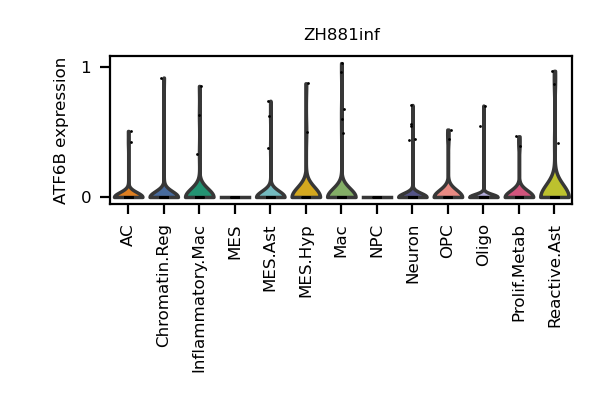 ZH881inf
ATF6B expression
1
0
AC
Chromatin.Reg
Inflammatory.Mac
MES
MES.Ast
MES.Hyp
Mac
NPC
Neuron
OPC
Oligo
Prolif.Metab
Reactive.Ast